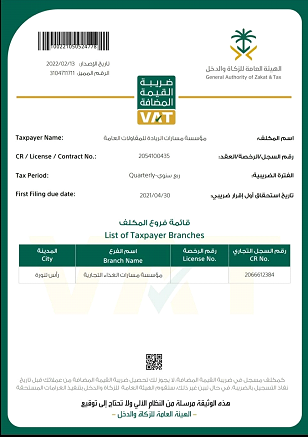 100221050524778
تاريخ الإصدار: 2022/02/13
الرقم المميز: 3104711111
الهيئة العامة للزكاة والدخل
General Authority of Zakat & Tax
ضريبة
القيمة
المضافة
VAT
Taxpayer Name: مؤسسة مسارات الريادة للمقاولات العامة اسم المكلف:
CR / License / Contract No.: 2054100435 رقم السجل/الرخصة/العقد:
Tax Period: ربع سنوي-Quarterly الفترة الضريبية:
First Filing due date: 2021/04/30 تاريخ استحقاق أول إقرار ضريبي:
قائمة فروع المكلف
List of Taxpayer Branches
المدينة اسم الفرع رقم الرخصة رقم السجل التجاري
City Branch Name License No. CR No.
رأس تنورة مؤسسة مسارات الغذاء التجارية 2066612384
هذه الوثيقة مرسلة من النظام الآلي ولا تحتاج إلى توقيع
- الهيئة العامة للزكاة والدخل -